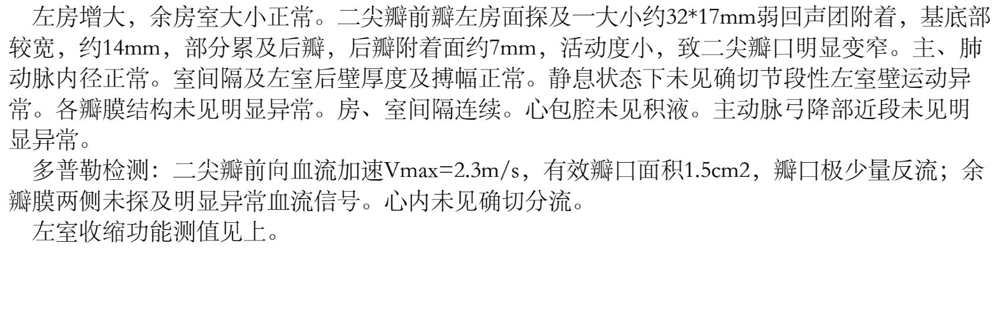 左房增大，余房室大小正常。二尖瓣前瓣左房面探及一大小约32*17mm弱回声团附着，基底部
较宽，约14mm，部分累及后瓣，后瓣附着面约7mm，活动度小，致二尖瓣口明显变窄。主、肺
动脉内径正常。室间隔及左室后壁厚度及搏幅正常。静息状态下未见确切节段性左室壁运动异
常。各瓣膜结构未见明显异常。房、室间隔连续。心包腔未见积液。主动脉弓降部近段未见明
显异常。
多普勒检测：二尖瓣前向血流加速Vmax=2.3m/s，有效瓣口面积1.5cm2，瓣口极少量反流；余
瓣膜两侧未探及明显异常血流信号。心内未见确切分流。
左室收缩功能测值见上。